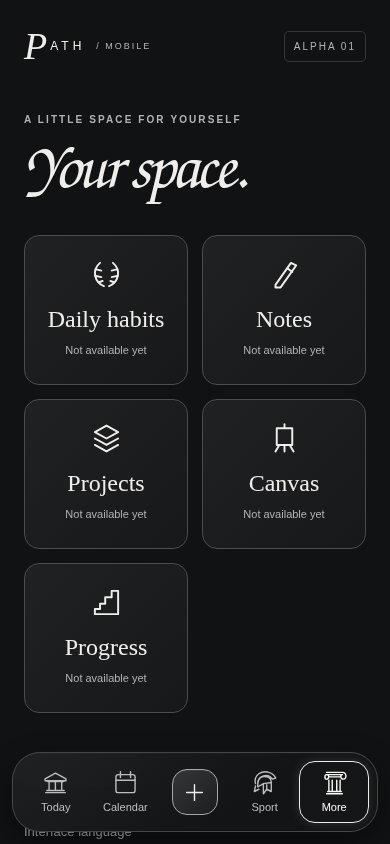 PATH / MOBILE
ALPHA 01
A LITTLE SPACE FOR YOURSELF
Your space.
Daily habits
Not available yet
Notes
Not available yet
Projects
Not available yet
Canvas
Not available yet
Progress
Not available yet
Today
Calendar
Sport
More
Interface language